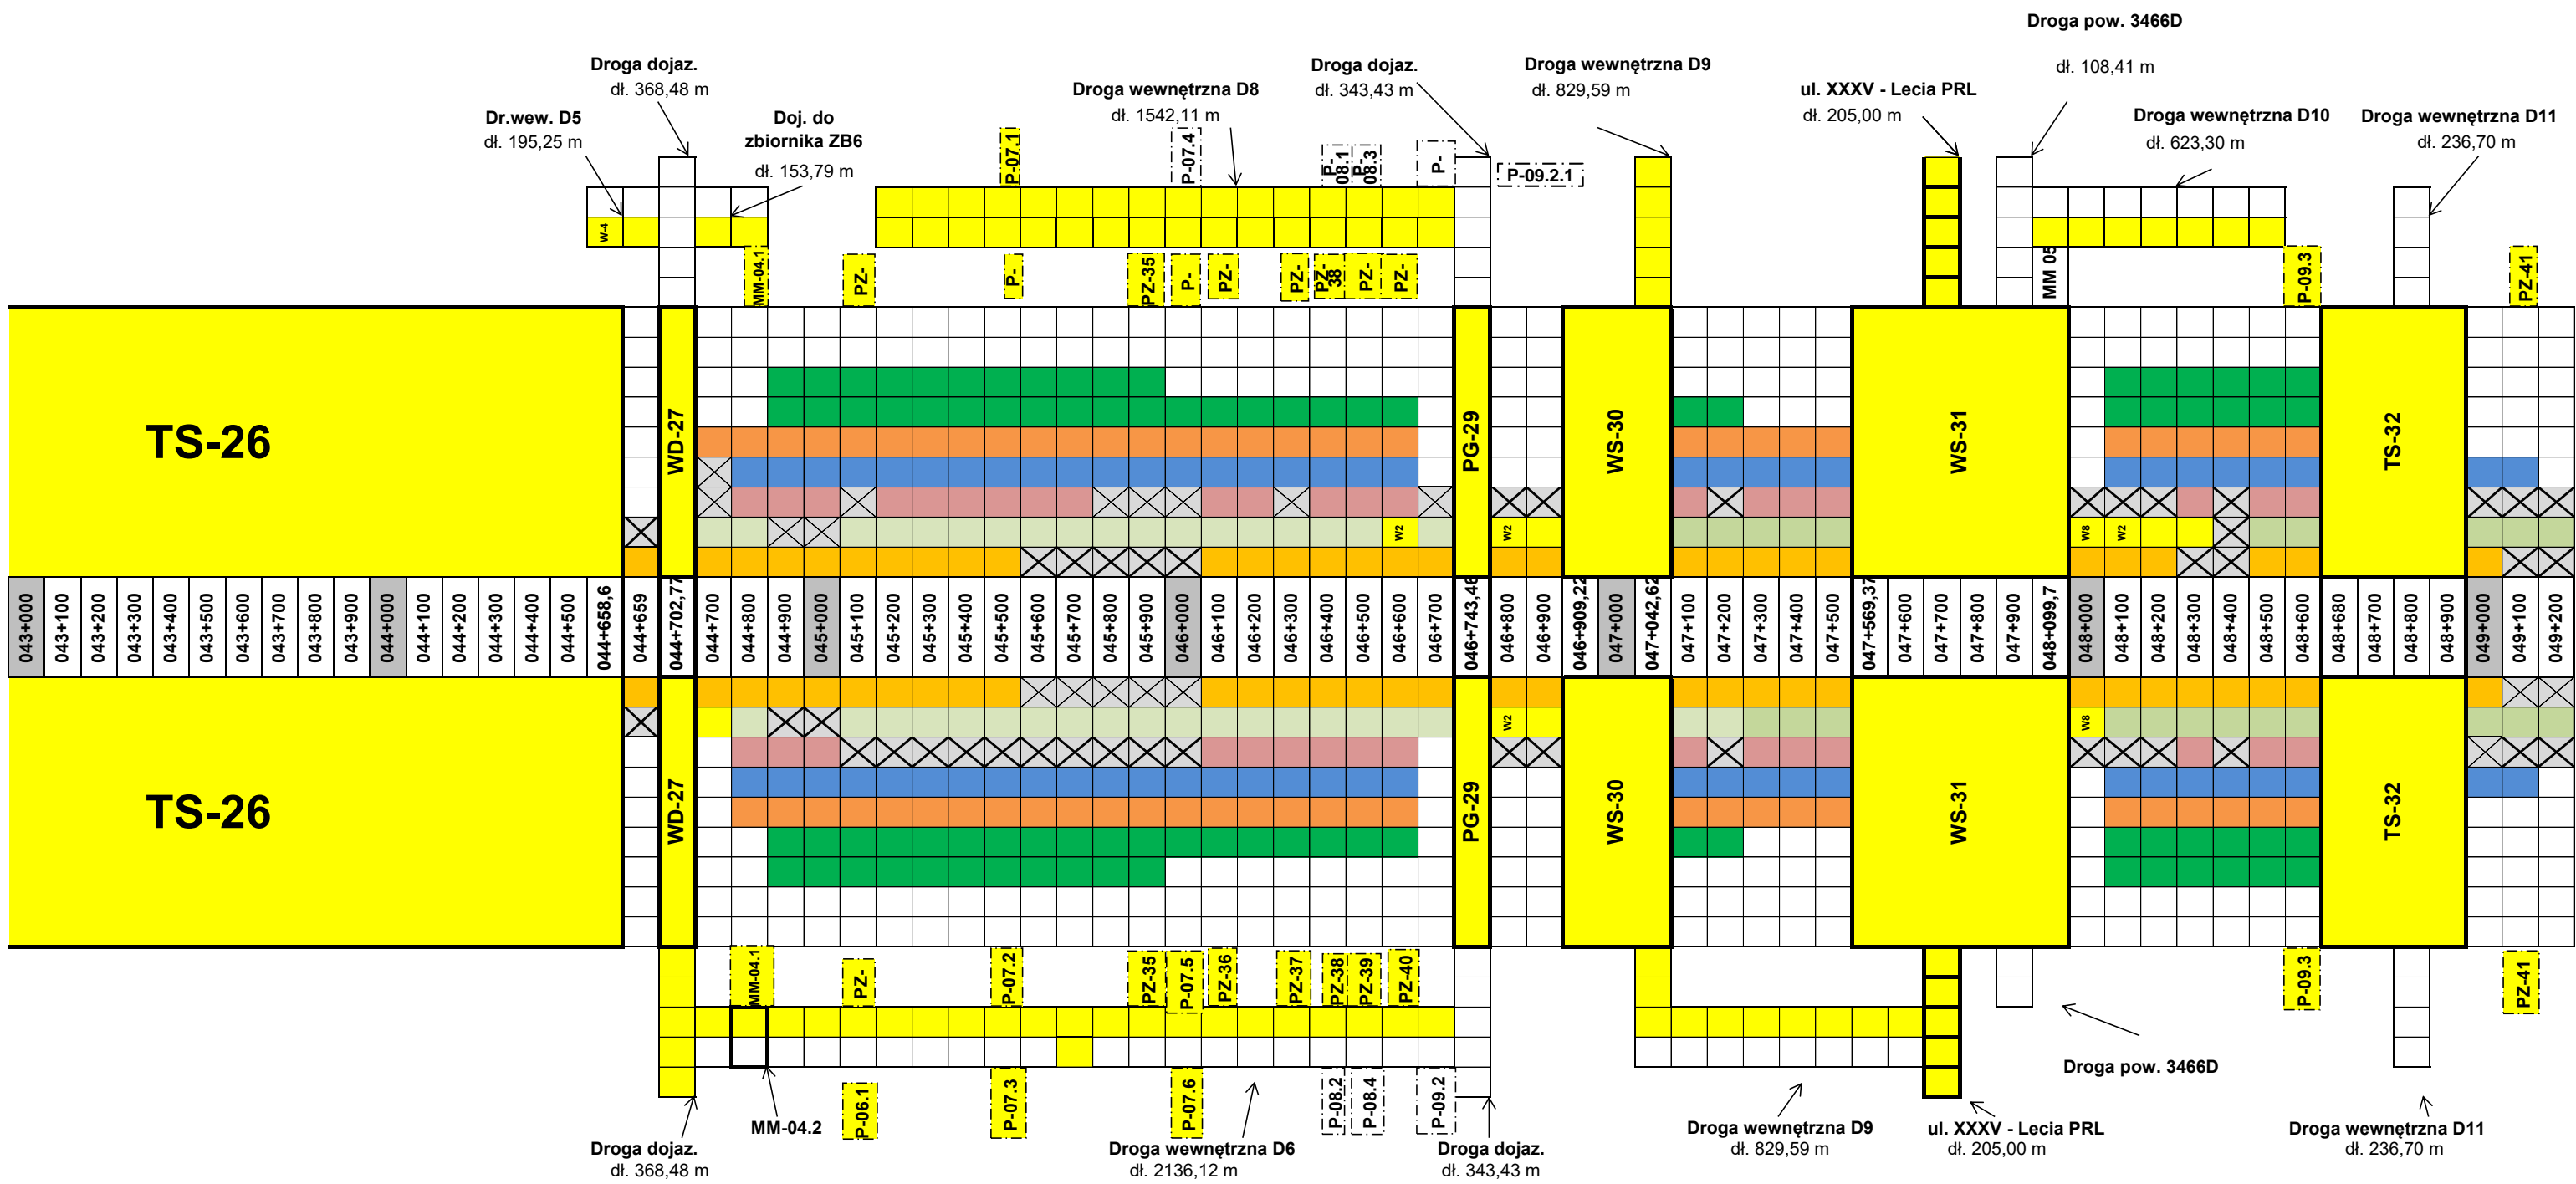 Droga pow. 3466D
dł. 108,41 m
Droga dojaz.
dł. 368,48 m
Droga dojaz.
dł. 343,43 m
Droga wewnętrzna D9
dł. 829,59 m
Droga wewnętrzna D8
dł. 1542,11 m
ul. XXXV - Lecia PRL
dł. 205,00 m
Dr.wew. D5
dł. 195,25 m
Doj. do
zbiornika ZB6
dł. 153,79 m
Droga wewnętrzna D10
dł. 623,30 m
Droga wewnętrzna D11
dł. 236,70 m
P-07.1
P-07.4
P-
08.1
P-
08.3
P-
P-09.2.1
W-4
MM-04.1
PZ-
P-
PZ-35
P-
PZ-
PZ-
PZ-
38
PZ-
PZ-
MM 05
P-09.3
PZ-41
TS-26
WD-27
PG-29
WS-30
WS-31
TS-32
W2
W2
W8
W2
043+000
043+100
043+200
043+300
043+400
043+500
043+600
043+700
043+800
043+900
044+000
044+100
044+200
044+300
044+400
044+500
044+658,6
044+659
044+702,77
044+700
044+800
044+900
045+000
045+100
045+200
045+300
045+400
045+500
045+600
045+700
045+800
045+900
046+000
046+100
046+200
046+300
046+400
046+500
046+600
046+700
046+743,46
046+800
046+900
046+909,22
047+000
047+042,62
047+100
047+200
047+300
047+400
047+500
047+569,37
047+600
047+700
047+800
047+900
048+099,7
048+000
048+100
048+200
048+300
048+400
048+500
048+600
048+680
048+700
048+800
048+900
049+000
049+100
049+200
W2
W8
TS-26
WD-27
PG-29
WS-30
WS-31
TS-32
MM-04.1
PZ-
P-07.2
PZ-35
P-07.5
PZ-36
PZ-37
PZ-38
PZ-39
PZ-40
P-09.3
PZ-41
P-06.1
P-07.3
P-07.6
P-08.2
P-08.4
P-09.2
Droga pow. 3466D
MM-04.2
Droga dojaz.
dł. 368,48 m
Droga wewnętrzna D6
dł. 2136,12 m
Droga dojaz.
dł. 343,43 m
Droga wewnętrzna D9
dł. 829,59 m
ul. XXXV - Lecia PRL
dł. 205,00 m
Droga wewnętrzna D11
dł. 236,70 m